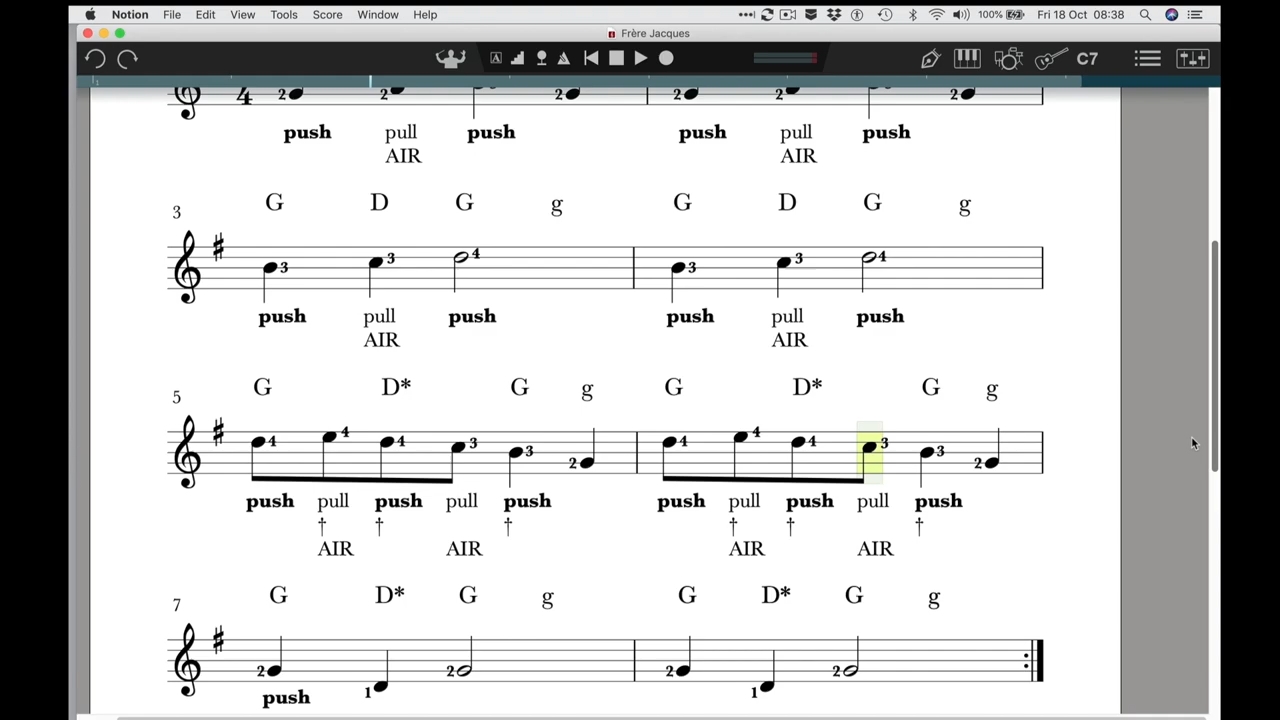 Notion File Edit View Tools Score Window Help 100% Fri 18 Oct 08:38
Frère Jacques
C7
1
4 2 2 2 2 2 2
push pull push push pull push
AIR AIR
G D G g G D G g
3
3 3 4 3 3 4
push pull push push pull push
AIR AIR
G D* G g G D* G g
5
4 4 4 3 3 2 4 4 4 3 3 2
push pull push pull push push pull push pull push
† † † † † †
AIR AIR AIR AIR
G D* G g G D* G g
7
2 1 2 2 1 2
push